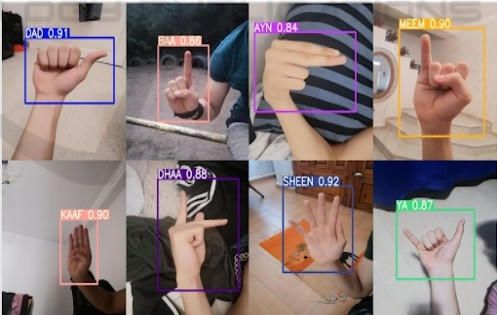 DAD 0.91
BAA 0.86
AYN 0.84
MEEM 0.90
KAAF 0.90
DHAA 0.88
SHEEN 0.92
YA 0.87